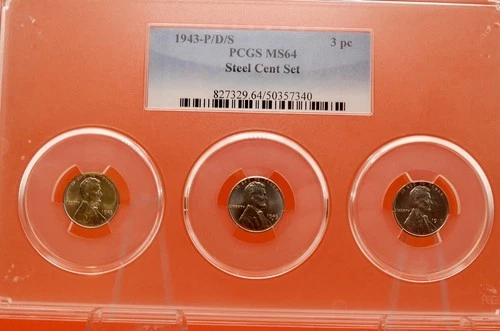 1943-P/D/S 3 pc
PCGS MS64
Steel Cent Set
827329.64/50357340